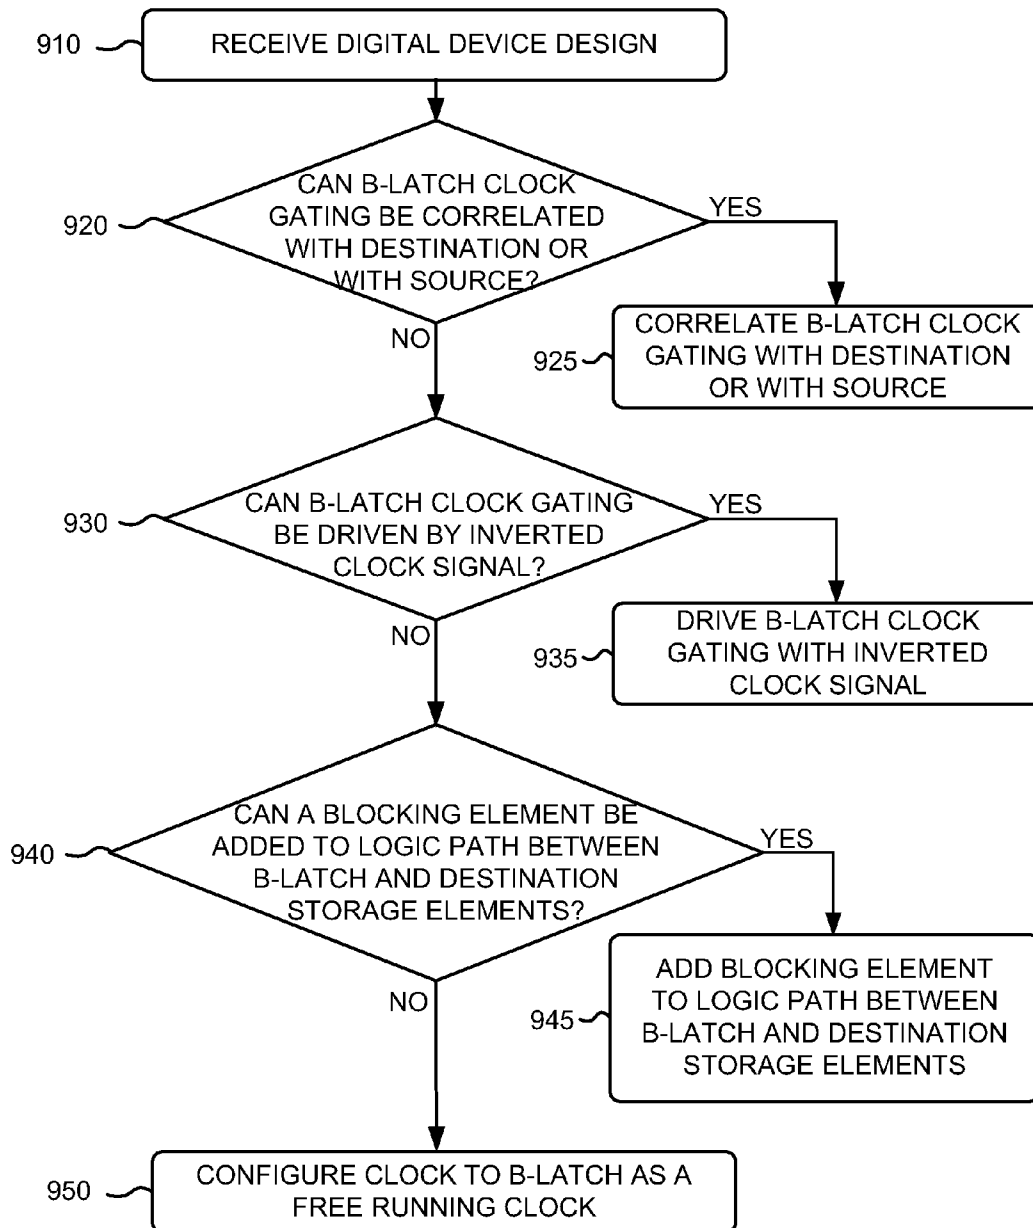 910
RECEIVE DIGITAL DEVICE DESIGN
920
CAN B-LATCH CLOCK
GATING BE CORRELATED
WITH DESTINATION OR
WITH SOURCE?
YES
NO
925
CORRELATE B-LATCH CLOCK
GATING WITH DESTINATION
OR WITH SOURCE
930
CAN B-LATCH CLOCK GATING
BE DRIVEN BY INVERTED
CLOCK SIGNAL?
YES
NO
935
DRIVE B-LATCH CLOCK
GATING WITH INVERTED
CLOCK SIGNAL
940
CAN A BLOCKING ELEMENT BE
ADDED TO LOGIC PATH BETWEEN
B-LATCH AND DESTINATION
STORAGE ELEMENTS?
YES
NO
945
ADD BLOCKING ELEMENT
TO LOGIC PATH BETWEEN
B-LATCH AND DESTINATION
STORAGE ELEMENTS
950
CONFIGURE CLOCK TO B-LATCH AS A
FREE RUNNING CLOCK